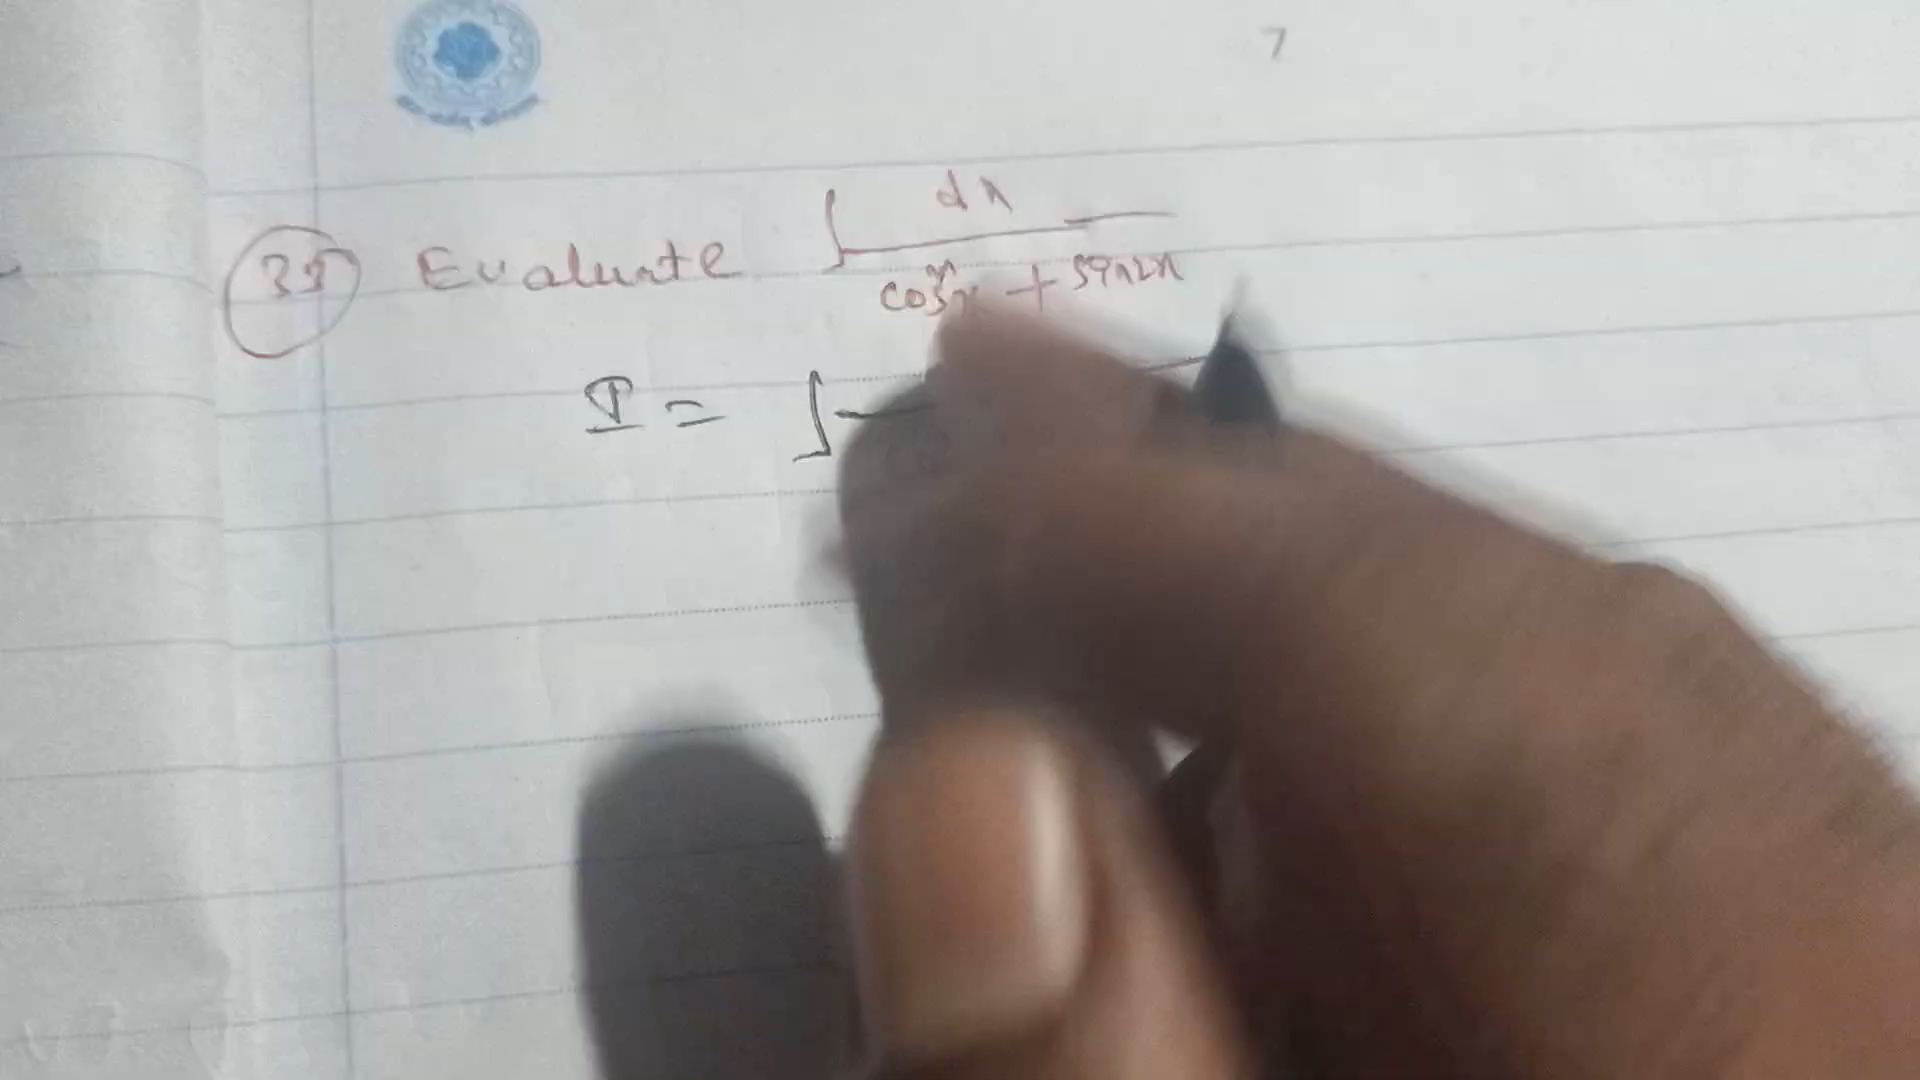 7
35 Evaluate ∫ dx / cos²x + sin2x
I = ∫